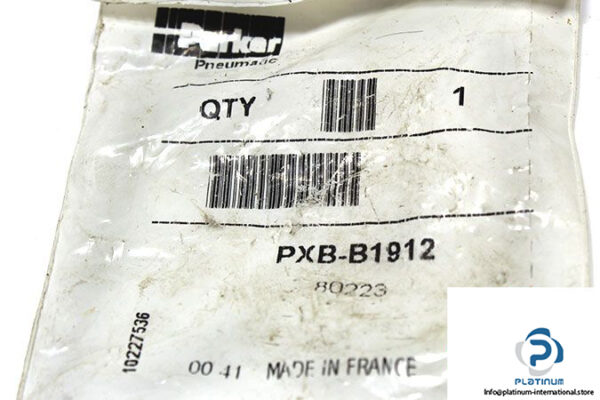 Parker
Pneumatic
QTY 1
PXB-B1912
80223
10227536
00 41 MADE IN FRANCE
PLATINUM
Info@platinum-international.store